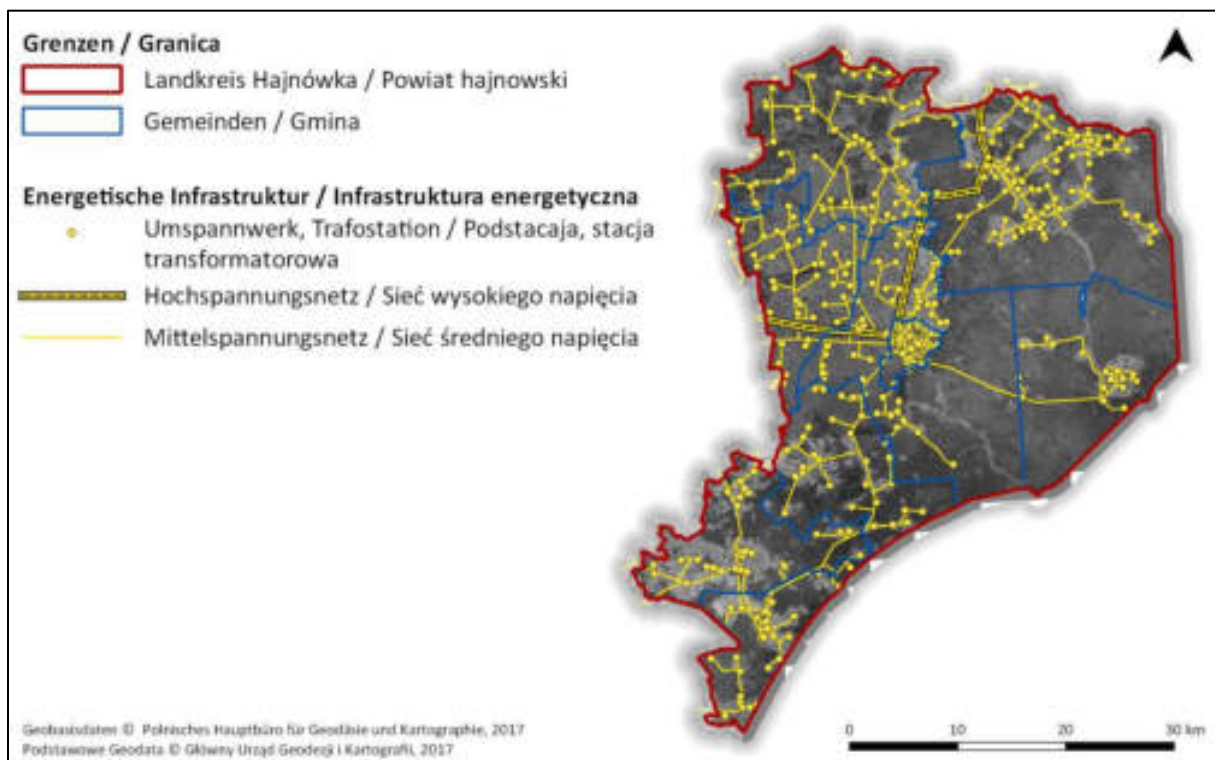 Grenzen / Granica
Landkreis Hajnówka / Powiat hajnowski
Gemeinden / Gmina
Energetische Infrastruktur / Infrastruktura energetyczna
Umspannwerk, Trafostation / Podstacaja, stacja
transformatorowa
Hochspannungsnetz / Sieć wysokiego napięcia
Mittelspannungsnetz / Sieć średniego napięcia
Geobasisdaten © Polnisches Hauptbüro für Geodäsie und Kartographie, 2017
Podstawowe Geodata © Główny Urząd Geodezji i Kartografii, 2017
0 10 20 30 km